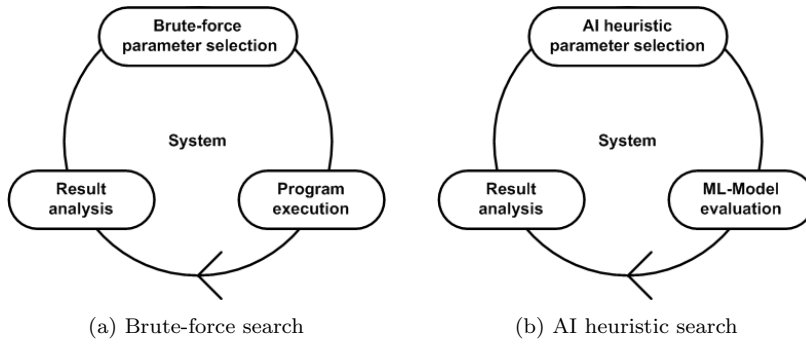 Brute-force
parameter selection
System
Result
analysis
Program
execution
(a) Brute-force search
AI heuristic
parameter selection
System
Result
analysis
ML-Model
evaluation
(b) AI heuristic search